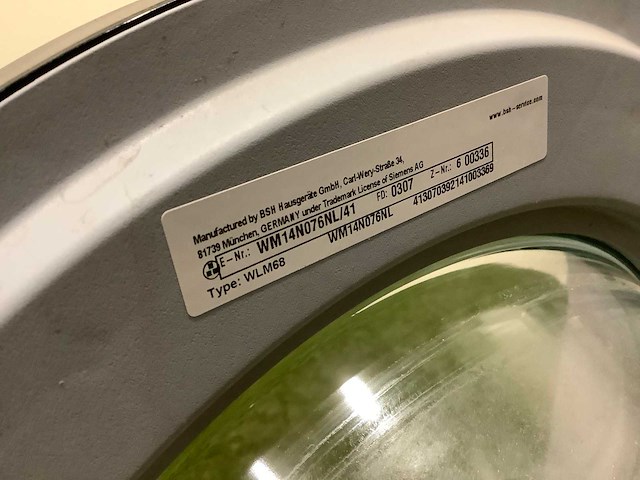 www.bsh-service.com
Manufactured by BSH Hausgeräte GmbH, Carl-Wery-Straße 34,
81739 München, GERMANY under Trademark License of Siemens AG
E-Nr.: WM14N076NL/41 FD: 0307 Z-Nr.: 6 00336
Type: WLM68 WM14N076NL 413070392141003369